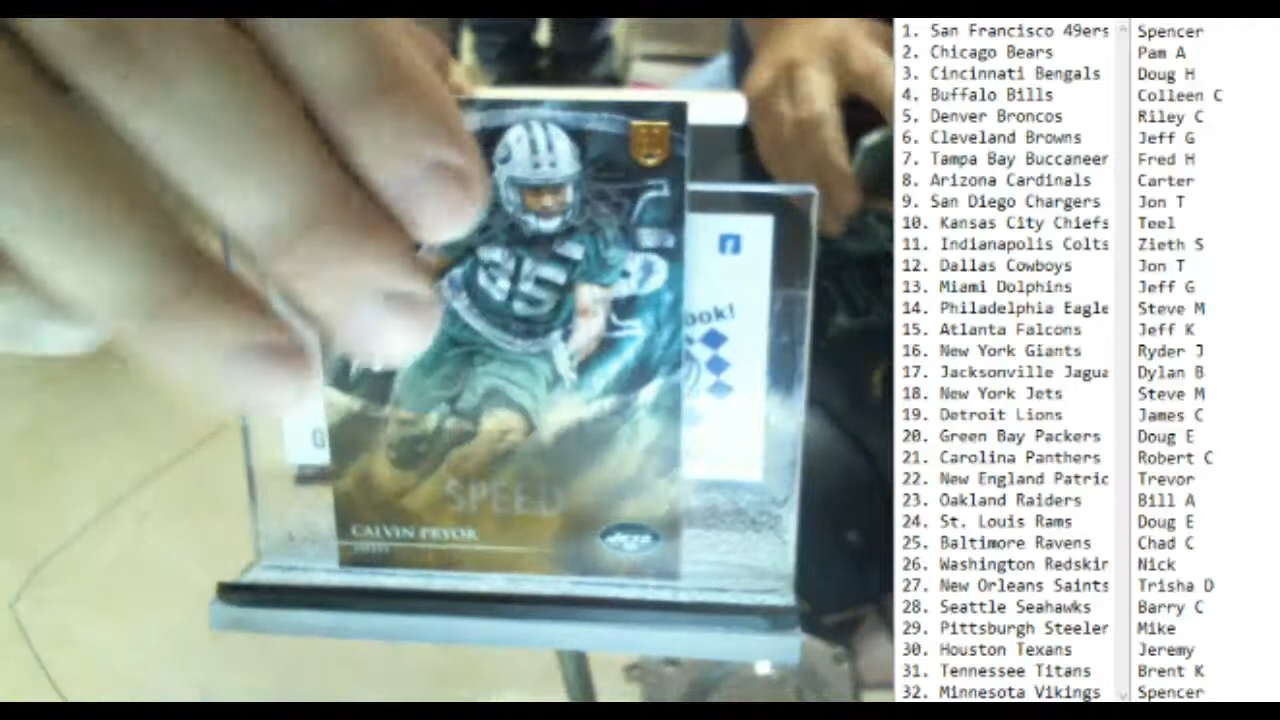 1. San Francisco 49ers Spencer
2. Chicago Bears Pam A
3. Cincinnati Bengals Doug H
4. Buffalo Bills Colleen C
5. Denver Broncos Riley C
6. Cleveland Browns Jeff G
7. Tampa Bay Buccaneer Fred H
8. Arizona Cardinals Carter
9. San Diego Chargers Jon T
10. Kansas City Chiefs Teel
11. Indianapolis Colts Zieth S
12. Dallas Cowboys Jon T
13. Miami Dolphins Jeff G
14. Philadelphia Eagle Steve M
15. Atlanta Falcons Jeff K
16. New York Giants Ryder J
17. Jacksonville Jagua Dylan B
18. New York Jets Steve M
19. Detroit Lions James C
20. Green Bay Packers Doug E
21. Carolina Panthers Robert C
22. New England Patric Trevor
23. Oakland Raiders Bill A
24. St. Louis Rams Doug E
25. Baltimore Ravens Chad C
26. Washington Redskir Nick
27. New Orleans Saints Trisha D
28. Seattle Seahawks Barry C
29. Pittsburgh Steeler Mike
30. Houston Texans Jeremy
31. Tennessee Titans Brent K
32. Minnesota Vikings Spencer
25
ook!
G
SPEED
CALVIN PRYOR
JETS